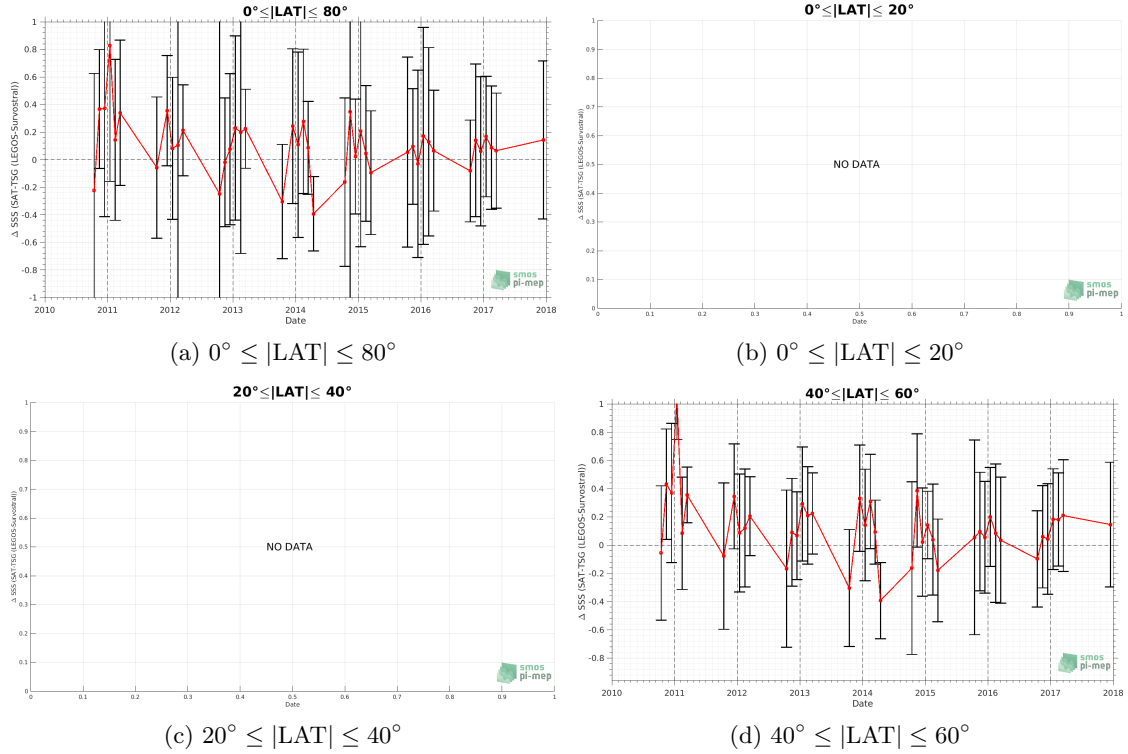 0°≤|LAT|≤ 80°
Δ SSS (SAT-TSG (LEGOS-Survostral))
1
0.8
0.6
0.4
0.2
0
-0.2
-0.4
-0.6
-0.8
-1
2010 2011 2012 2013 2014 2015 2016 2017 2018
Date
smos
pi-mep
(a) 0° ≤ |LAT| ≤ 80°
0°≤|LAT|≤ 20°
Δ SSS (SAT-TSG (LEGOS-Survostral))
1
0.9
0.8
0.7
0.6
0.5
0.4
0.3
0.2
0.1
0
NO DATA
0 0.1 0.2 0.3 0.4 0.5 0.6 0.7 0.8 0.9 1
Date
smos
pi-mep
(b) 0° ≤ |LAT| ≤ 20°
20°≤|LAT|≤ 40°
Δ SSS (SAT-TSG (LEGOS-Survostral))
1
0.9
0.8
0.7
0.6
0.5
0.4
0.3
0.2
0.1
0
NO DATA
0 0.1 0.2 0.3 0.4 0.5 0.6 0.7 0.8 0.9 1
Date
smos
pi-mep
(c) 20° ≤ |LAT| ≤ 40°
40°≤|LAT|≤ 60°
Δ SSS (SAT-TSG (LEGOS-Survostral))
1
0.8
0.6
0.4
0.2
0
-0.2
-0.4
-0.6
-0.8
2010 2011 2012 2013 2014 2015 2016 2017 2018
Date
smos
pi-mep
(d) 40° ≤ |LAT| ≤ 60°